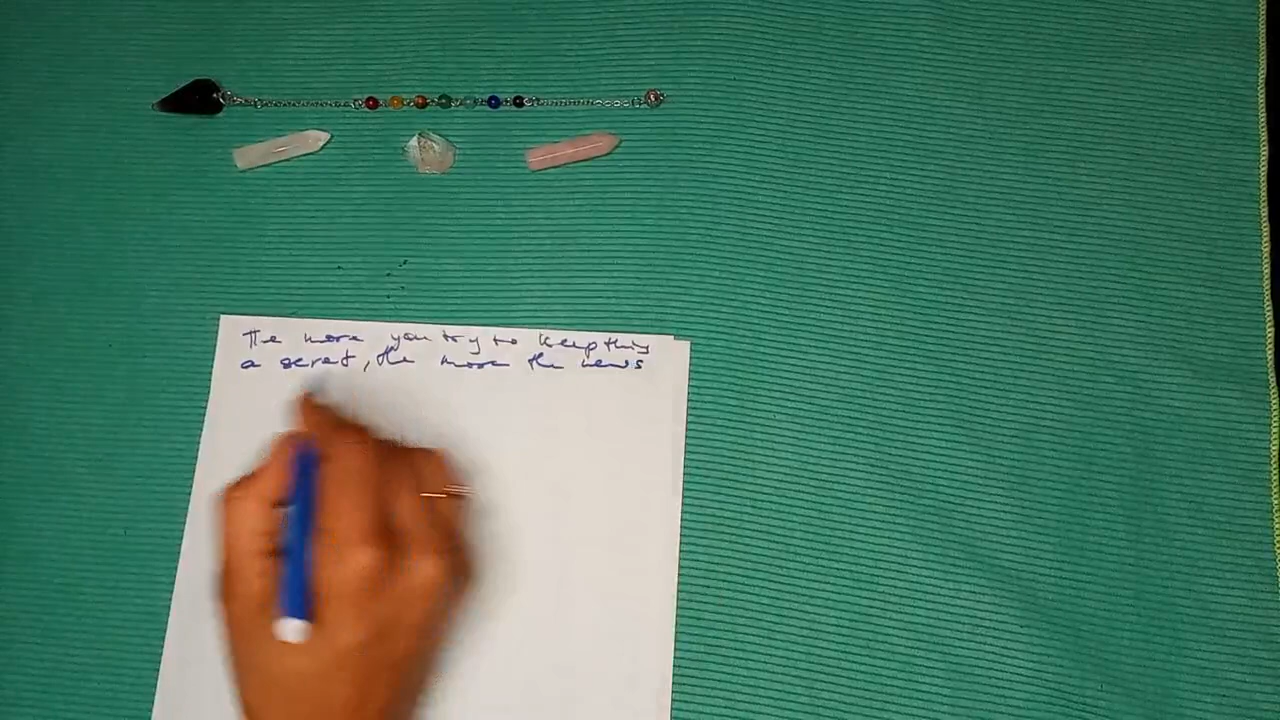 The more you try to keep this
a secret, the more the news